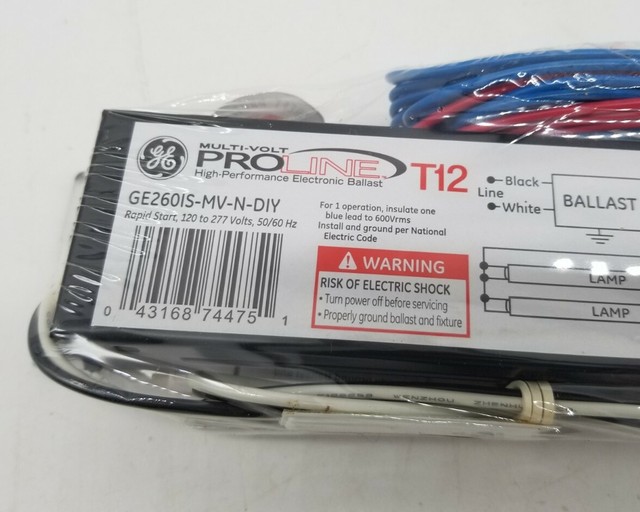 GE
MULTI-VOLT
PROLINE
High-Performance Electronic Ballast
T12
GE260IS-MV-N-DIY
Rapid Start, 120 to 277 Volts, 50/60 Hz
0 43168 74475 1
For 1 operation, insulate one
blue lead to 600Vrms
Install and ground per National
Electric Code
WARNING
RISK OF ELECTRIC SHOCK
• Turn power off before servicing
• Properly ground ballast and fixture
Black
Line
White
BALLAST
LAMP
LAMP